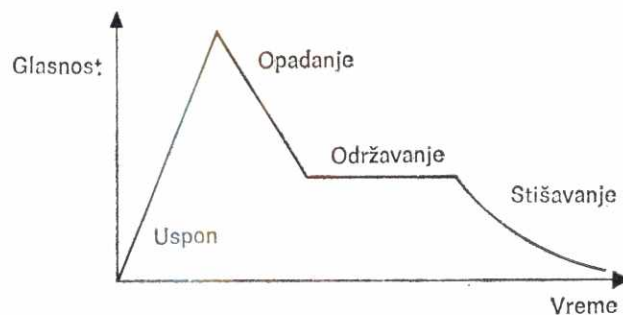 Glasnost
Opadanje
Održavanje
Stišavanje
Uspon
Vreme